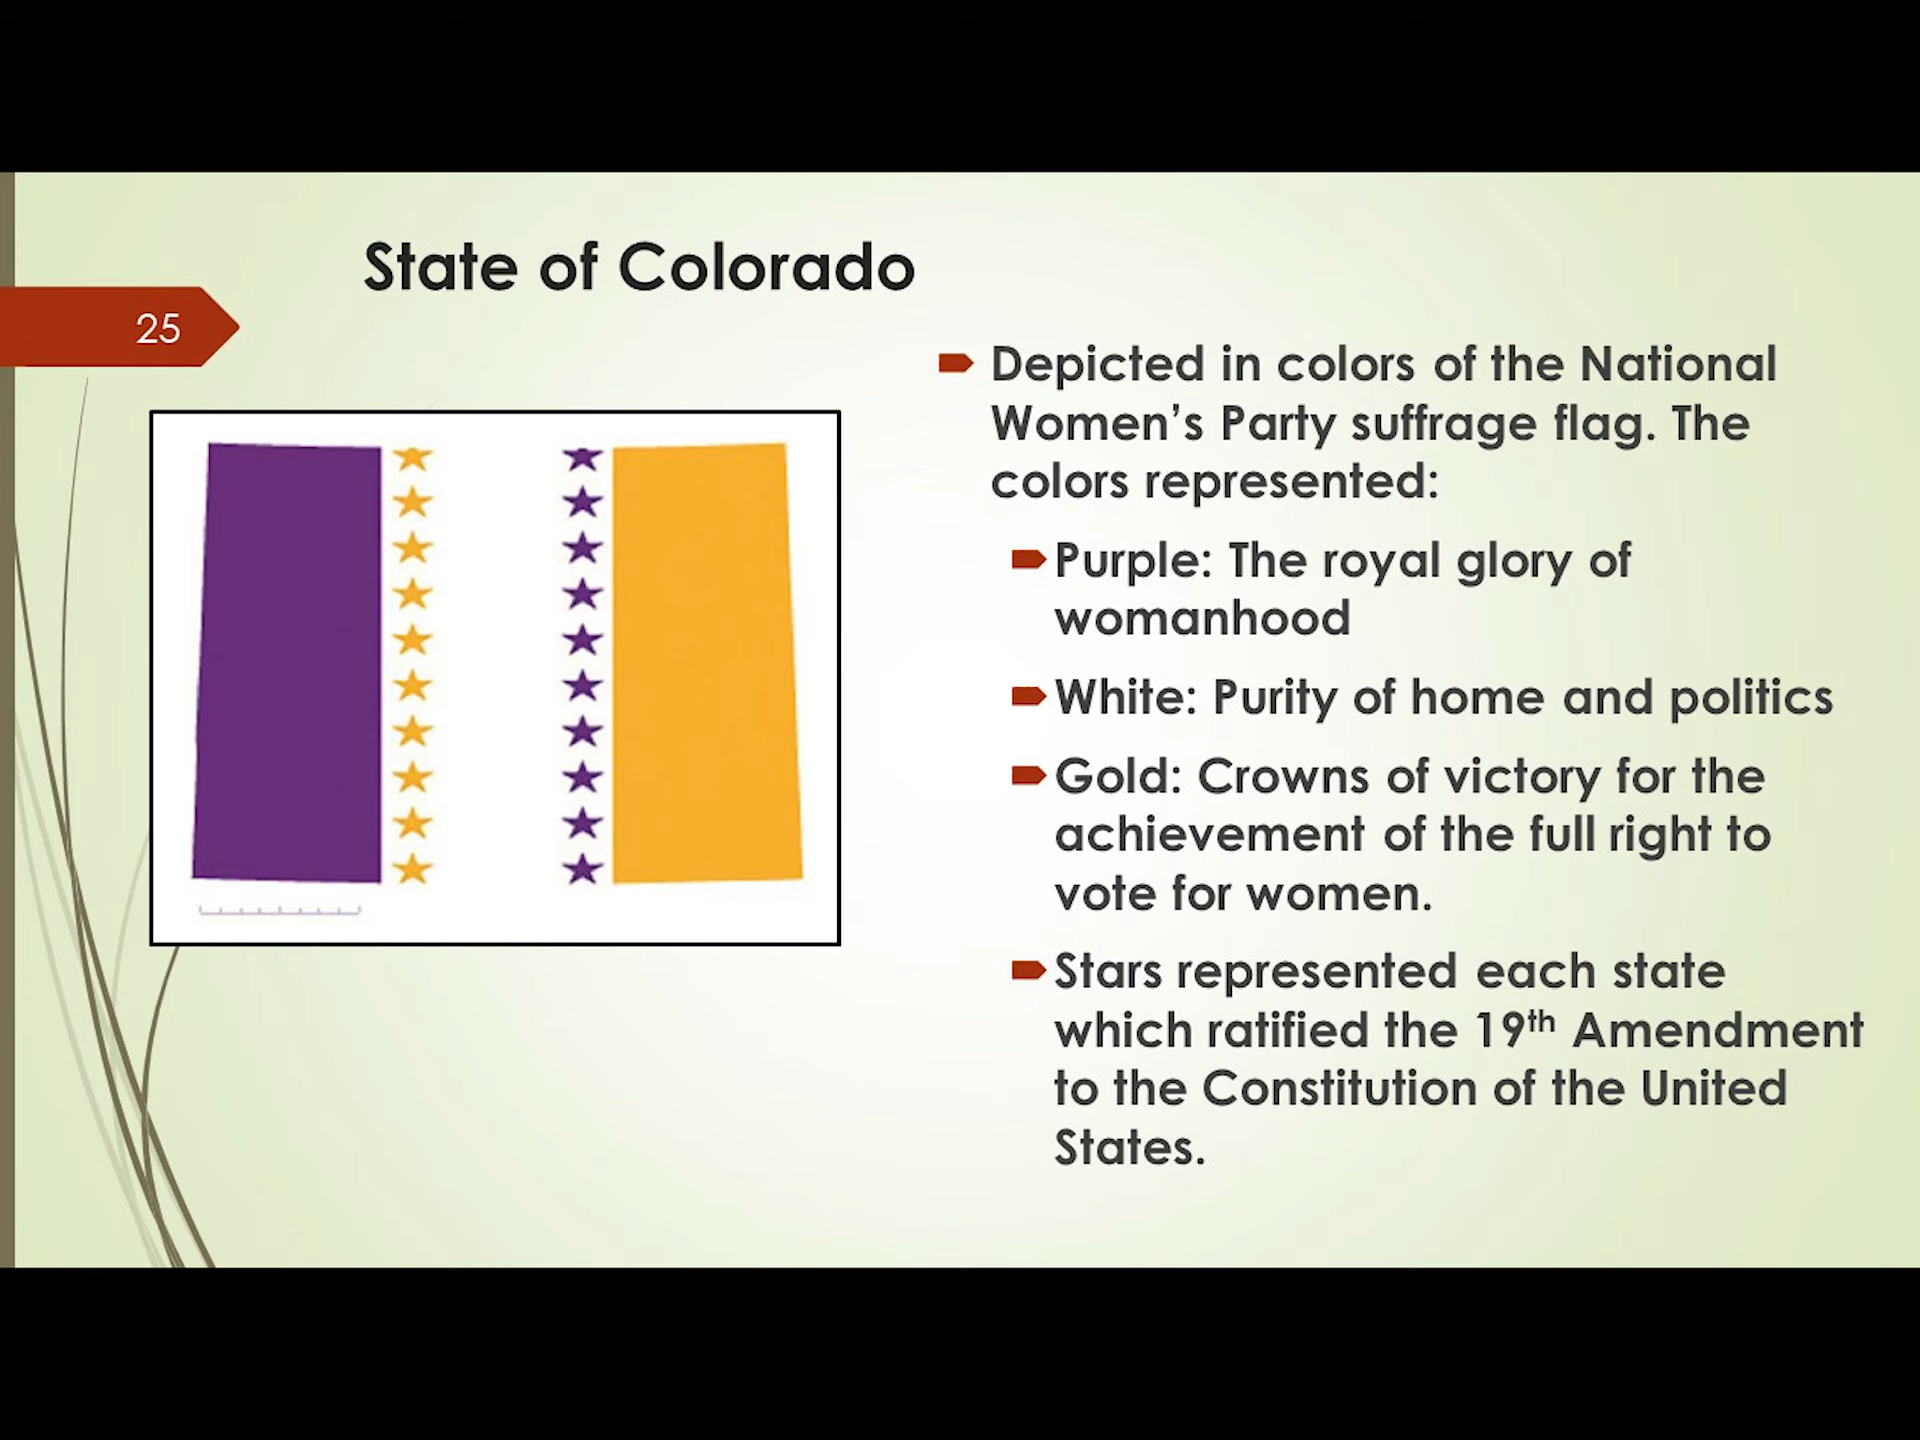 State of Colorado
25
Depicted in colors of the National
Women’s Party suffrage flag. The
colors represented:
Purple: The royal glory of
womanhood
White: Purity of home and politics
Gold: Crowns of victory for the
achievement of the full right to
vote for women.
Stars represented each state
which ratified the 19th Amendment
to the Constitution of the United
States.